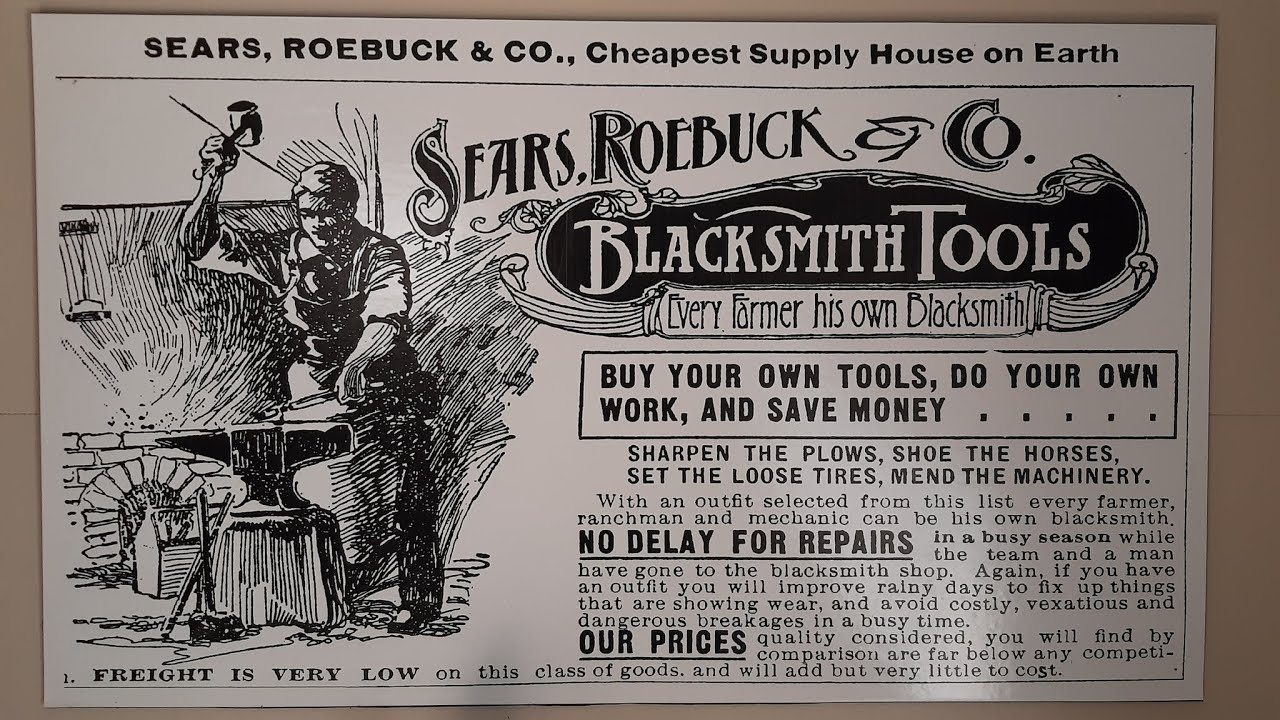 SEARS, ROEBUCK & CO., Cheapest Supply House on Earth
SEARS, ROEBUCK & CO.
BLACKSMITH TOOLS
Every Farmer his own Blacksmith
BUY YOUR OWN TOOLS, DO YOUR OWN
WORK, AND SAVE MONEY . . . . .
SHARPEN THE PLOWS, SHOE THE HORSES,
SET THE LOOSE TIRES, MEND THE MACHINERY.
With an outfit selected from this list every farmer,
ranchman and mechanic can be his own blacksmith.
NO DELAY FOR REPAIRS in a busy season while
the team and a man
have gone to the blacksmith shop. Again, if you have
an outfit you will improve rainy days to fix up things
that are showing wear, and avoid costly, vexatious and
dangerous breakages in a busy time.
OUR PRICES quality considered, you will find by
comparison are far below any competi-
1. FREIGHT IS VERY LOW on this class of goods. and will add but very little to cost.